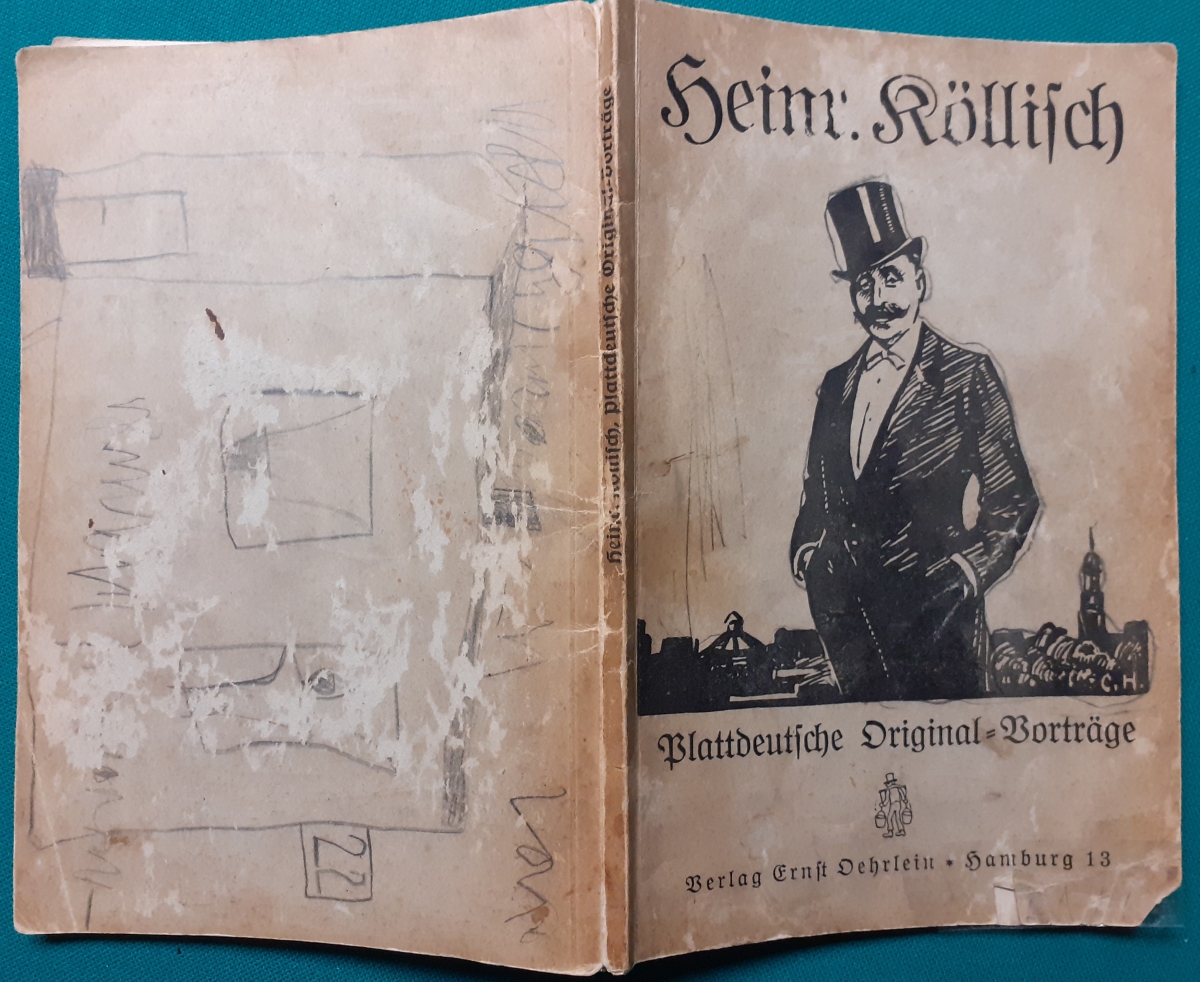 Heinr. Köllisch
C.H.
Plattdeutsche Original-Vorträge
Verlag Ernst Oehrlein • Hamburg 13
Heinr. Köllisch, Plattdeutsche Original-Vorträge
22